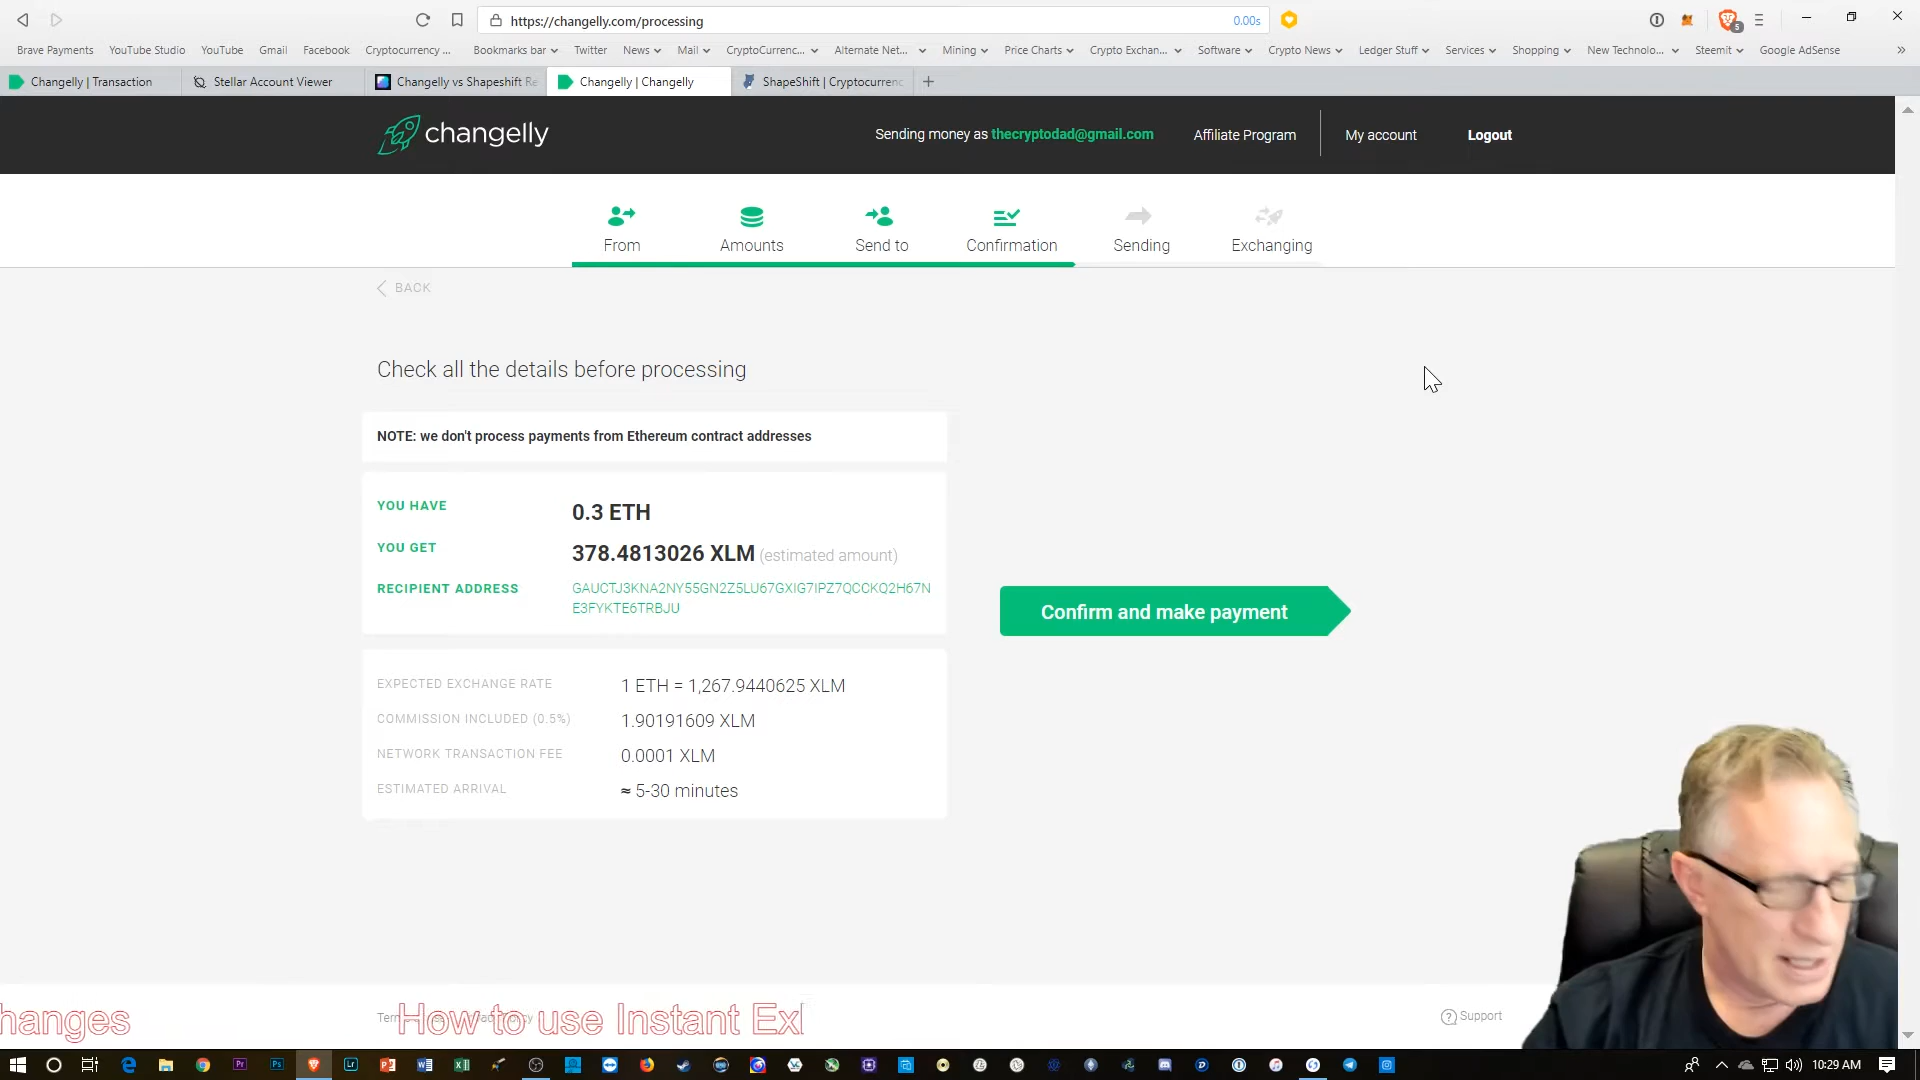 https://changelly.com/processing
0.00s
5
Brave Payments YouTube Studio YouTube Gmail Facebook Cryptocurrency ... Bookmarks bar Twitter News Mail CryptoCurrenc... Alternate Net... Mining Price Charts Crypto Exchan... Software Crypto News Ledger Stuff Services Shopping New Technolo... Steemit Google AdSense
Changelly | Transaction Stellar Account Viewer Changelly vs Shapeshift Re Changelly | Changelly ShapeShift | Cryptocurrenc
changelly
Sending money as thecryptodad@gmail.com Affiliate Program My account Logout
From Amounts Send to Confirmation Sending Exchanging
BACK
Check all the details before processing
NOTE: we don't process payments from Ethereum contract addresses
YOU HAVE 0.3 ETH
YOU GET 378.4813026 XLM (estimated amount)
RECIPIENT ADDRESS GAUCTJ3KNA2NY55GN2Z5LU67GXIG7IPZ7QCCKQ2H67N
E3FYKTE6TRBJU
Confirm and make payment
EXPECTED EXCHANGE RATE 1 ETH = 1,267.9440625 XLM
COMMISSION INCLUDED (0.5%) 1.90191609 XLM
NETWORK TRANSACTION FEE 0.0001 XLM
ESTIMATED ARRIVAL ≈ 5-30 minutes
hanges How to use Instant Ex
Support
10:29 AM